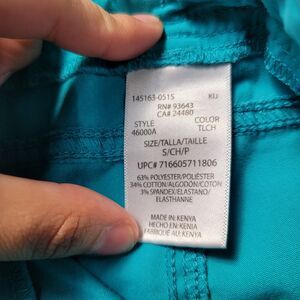 145163-0515 KIJ
RN# 93643
CA# 24480
STYLE COLOR
46000A TLCH
SIZE/TALLA/TAILLE
S/CH/P
UPC# 716605711806
63% POLYESTER/POLIÉSTER
34% COTTON/ALGODÓN/COTON
3% SPANDEX/ELASTANO/
ELASTHANNE
MADE IN: KENYA
HECHO EN: KENIA
FABRIQUÉ AU: KENYA